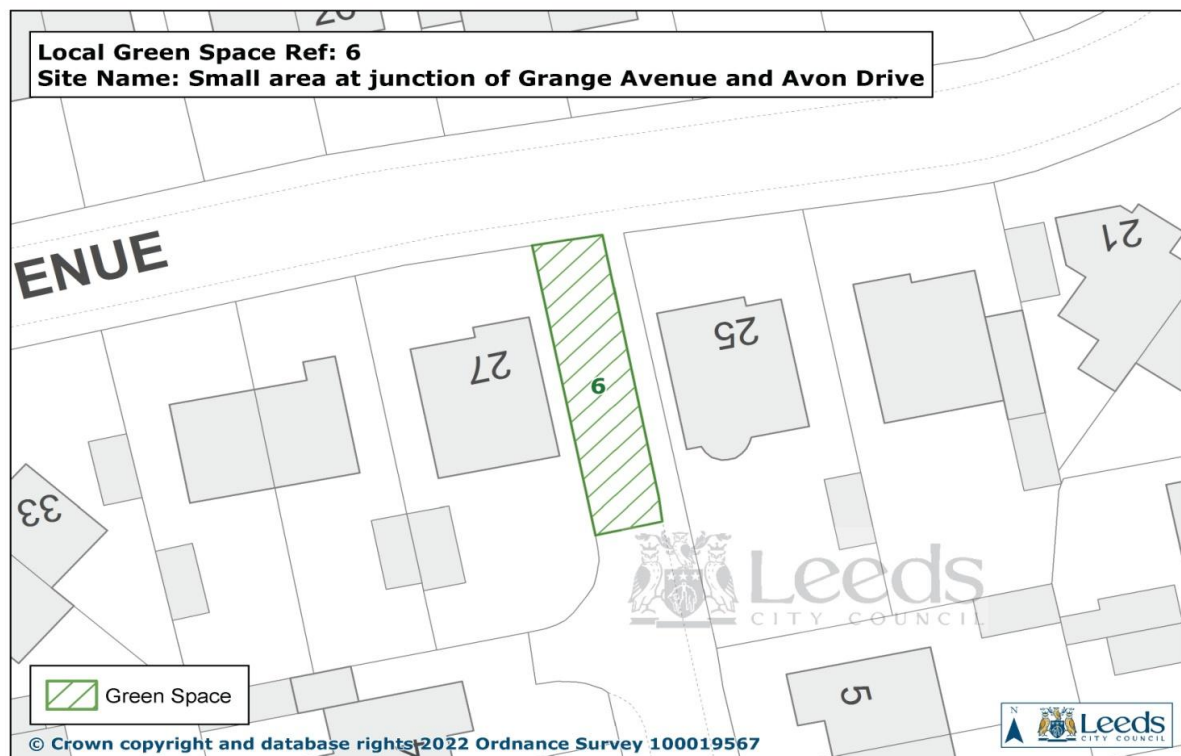 Local Green Space Ref: 6
Site Name: Small area at junction of Grange Avenue and Avon Drive
ENUE
21
25
27
6
33
Leeds
CITY COUNCIL
5
Green Space
N
Leeds
CITY COUNCIL
© Crown copyright and database rights 2022 Ordnance Survey 100019567